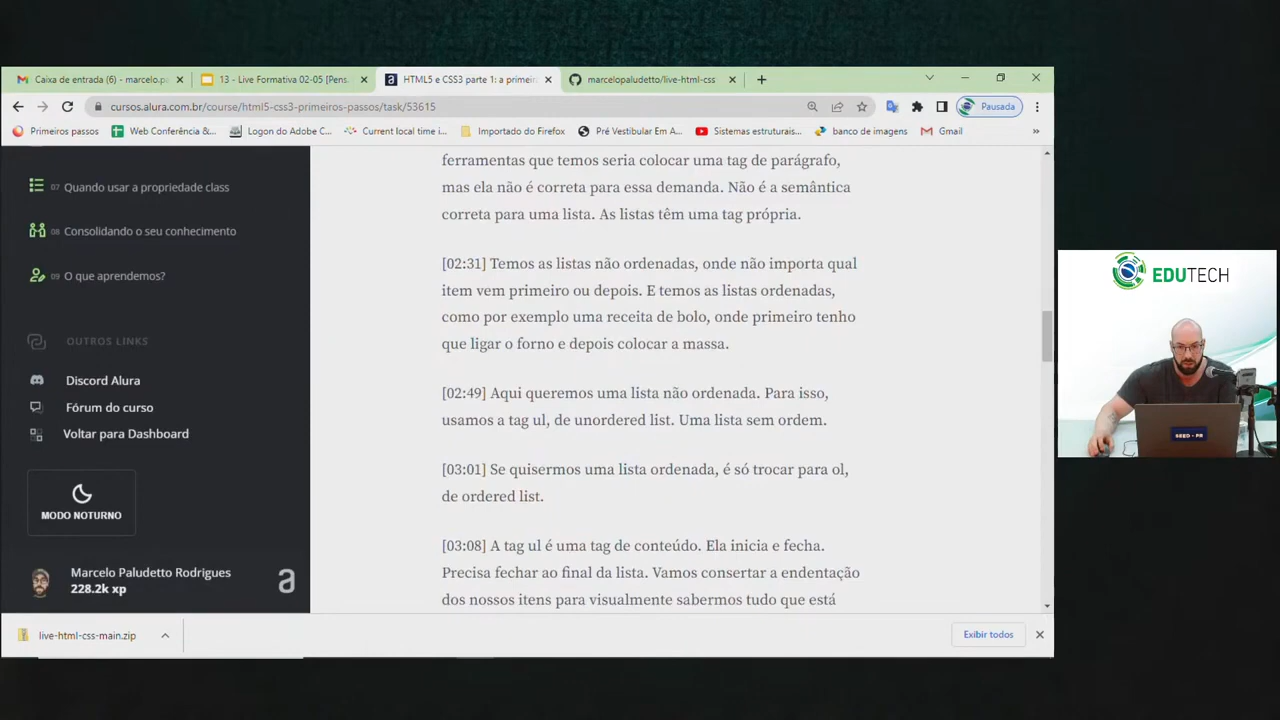 Caixa de entrada (6) - marcelo.pa
13 - Live Formativa 02-05 [Pens.
HTML5 e CSS3 parte 1: a primeir
marcelopaludetto/live-html-css
cursos.alura.com.br/course/html5-css3-primeiros-passos/task/53615
Pausada
Primeiros passos
Web Conferência &...
Logon do Adobe C...
Current local time i...
Importado do Firefox
Pré Vestibular Em A...
Sistemas estruturais...
banco de imagens
Gmail
»
07 Quando usar a propriedade class
08 Consolidando o seu conhecimento
09 O que aprendemos?
OUTROS LINKS
Discord Alura
Fórum do curso
Voltar para Dashboard
MODO NOTURNO
Marcelo Paludetto Rodrigues
228.2k xp
a
ferramentas que temos seria colocar uma tag de parágrafo,
mas ela não é correta para essa demanda. Não é a semântica
correta para uma lista. As listas têm uma tag própria.
[02:31] Temos as listas não ordenadas, onde não importa qual
item vem primeiro ou depois. E temos as listas ordenadas,
como por exemplo uma receita de bolo, onde primeiro tenho
que ligar o forno e depois colocar a massa.
[02:49] Aqui queremos uma lista não ordenada. Para isso,
usamos a tag ul, de unordered list. Uma lista sem ordem.
[03:01] Se quisermos uma lista ordenada, é só trocar para ol,
de ordered list.
[03:08] A tag ul é uma tag de conteúdo. Ela inicia e fecha.
Precisa fechar ao final da lista. Vamos consertar a endentação
dos nossos itens para visualmente sabermos tudo que está
live-html-css-main.zip
Exibir todos
EDUTECH
SEED - PR